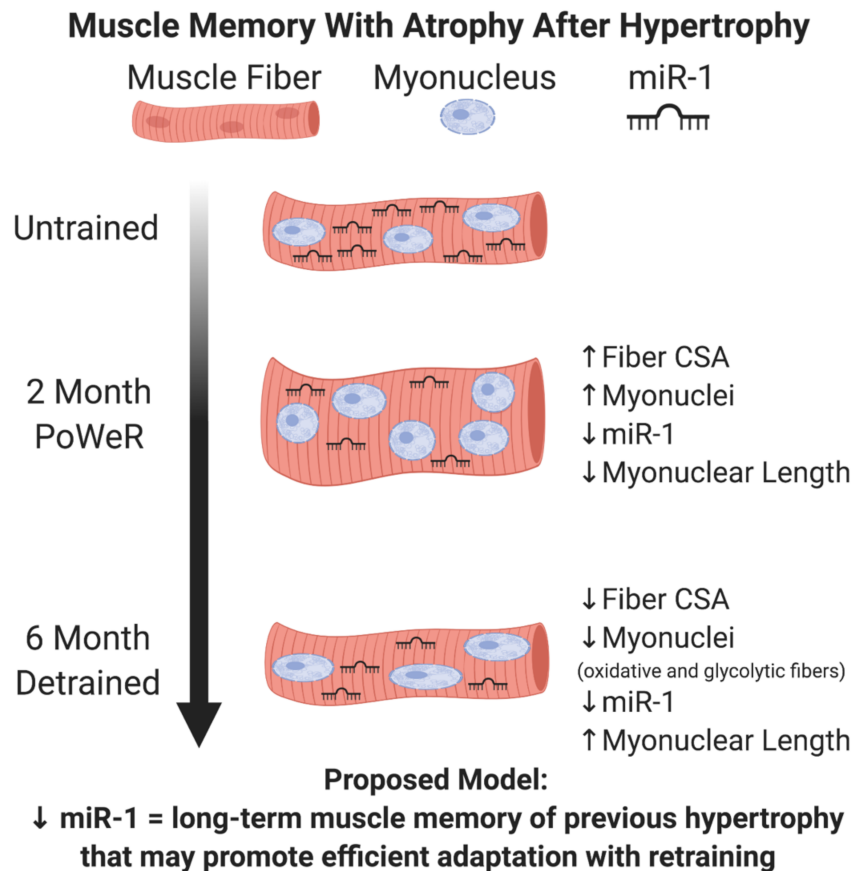 Muscle Memory With Atrophy After Hypertrophy
Muscle Fiber Myonucleus miR-1
Untrained
2 Month
PoWeR
↑Fiber CSA
↑Myonuclei
↓miR-1
↓Myonuclear Length
6 Month
Detrained
↓Fiber CSA
↓Myonuclei
(oxidative and glycolytic fibers)
↓miR-1
↑Myonuclear Length
Proposed Model:
↓ miR-1 = long-term muscle memory of previous hypertrophy
that may promote efficient adaptation with retraining